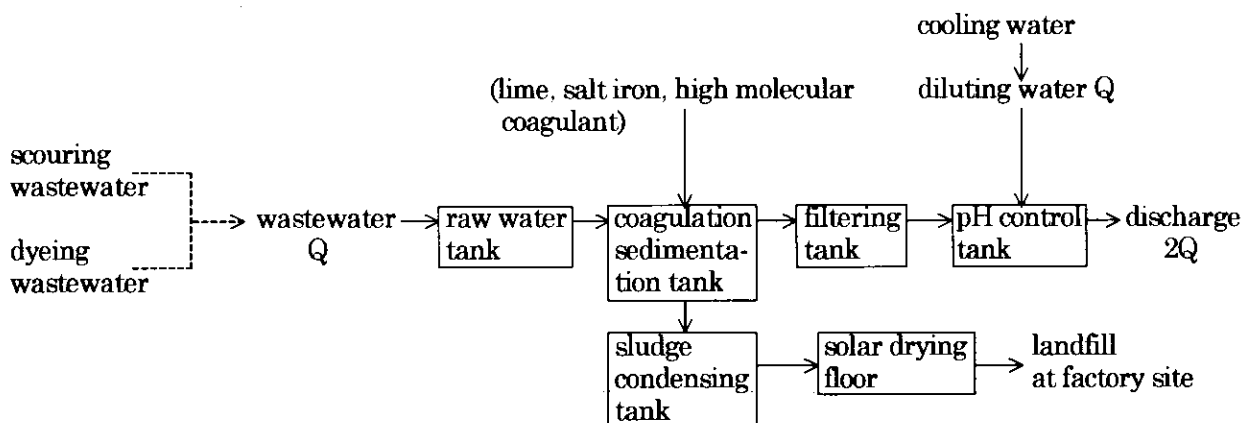 cooling water
diluting water Q
(lime, salt iron, high molecular
coagulant)
scouring
wastewater
dyeing
wastewater
wastewater
Q
raw water
tank
coagulation
sedimenta-
tion tank
filtering
tank
pH control
tank
discharge
2Q
sludge
condensing
tank
solar drying
floor
landfill
at factory site